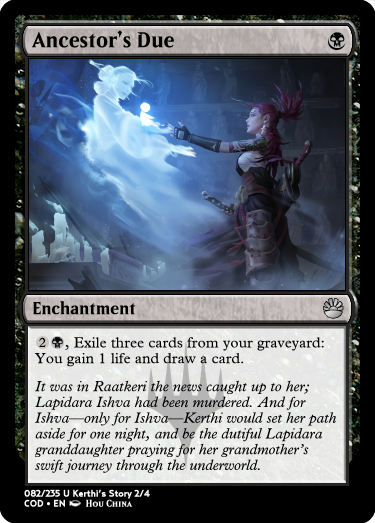 Ancestor's Due
Enchantment
2, Exile three cards from your graveyard:
You gain 1 life and draw a card.
It was in Raatkeri the news caught up to her;
Lapidara Ishva had been murdered. And for
Ishva—only for Ishva—Kerthi would set her path
aside for one night, and be the dutiful Lapidara
granddaughter praying for her grandmother's
swift journey through the underworld.
082/235 U Kerthi's Story 2/4
COD • EN Hou China